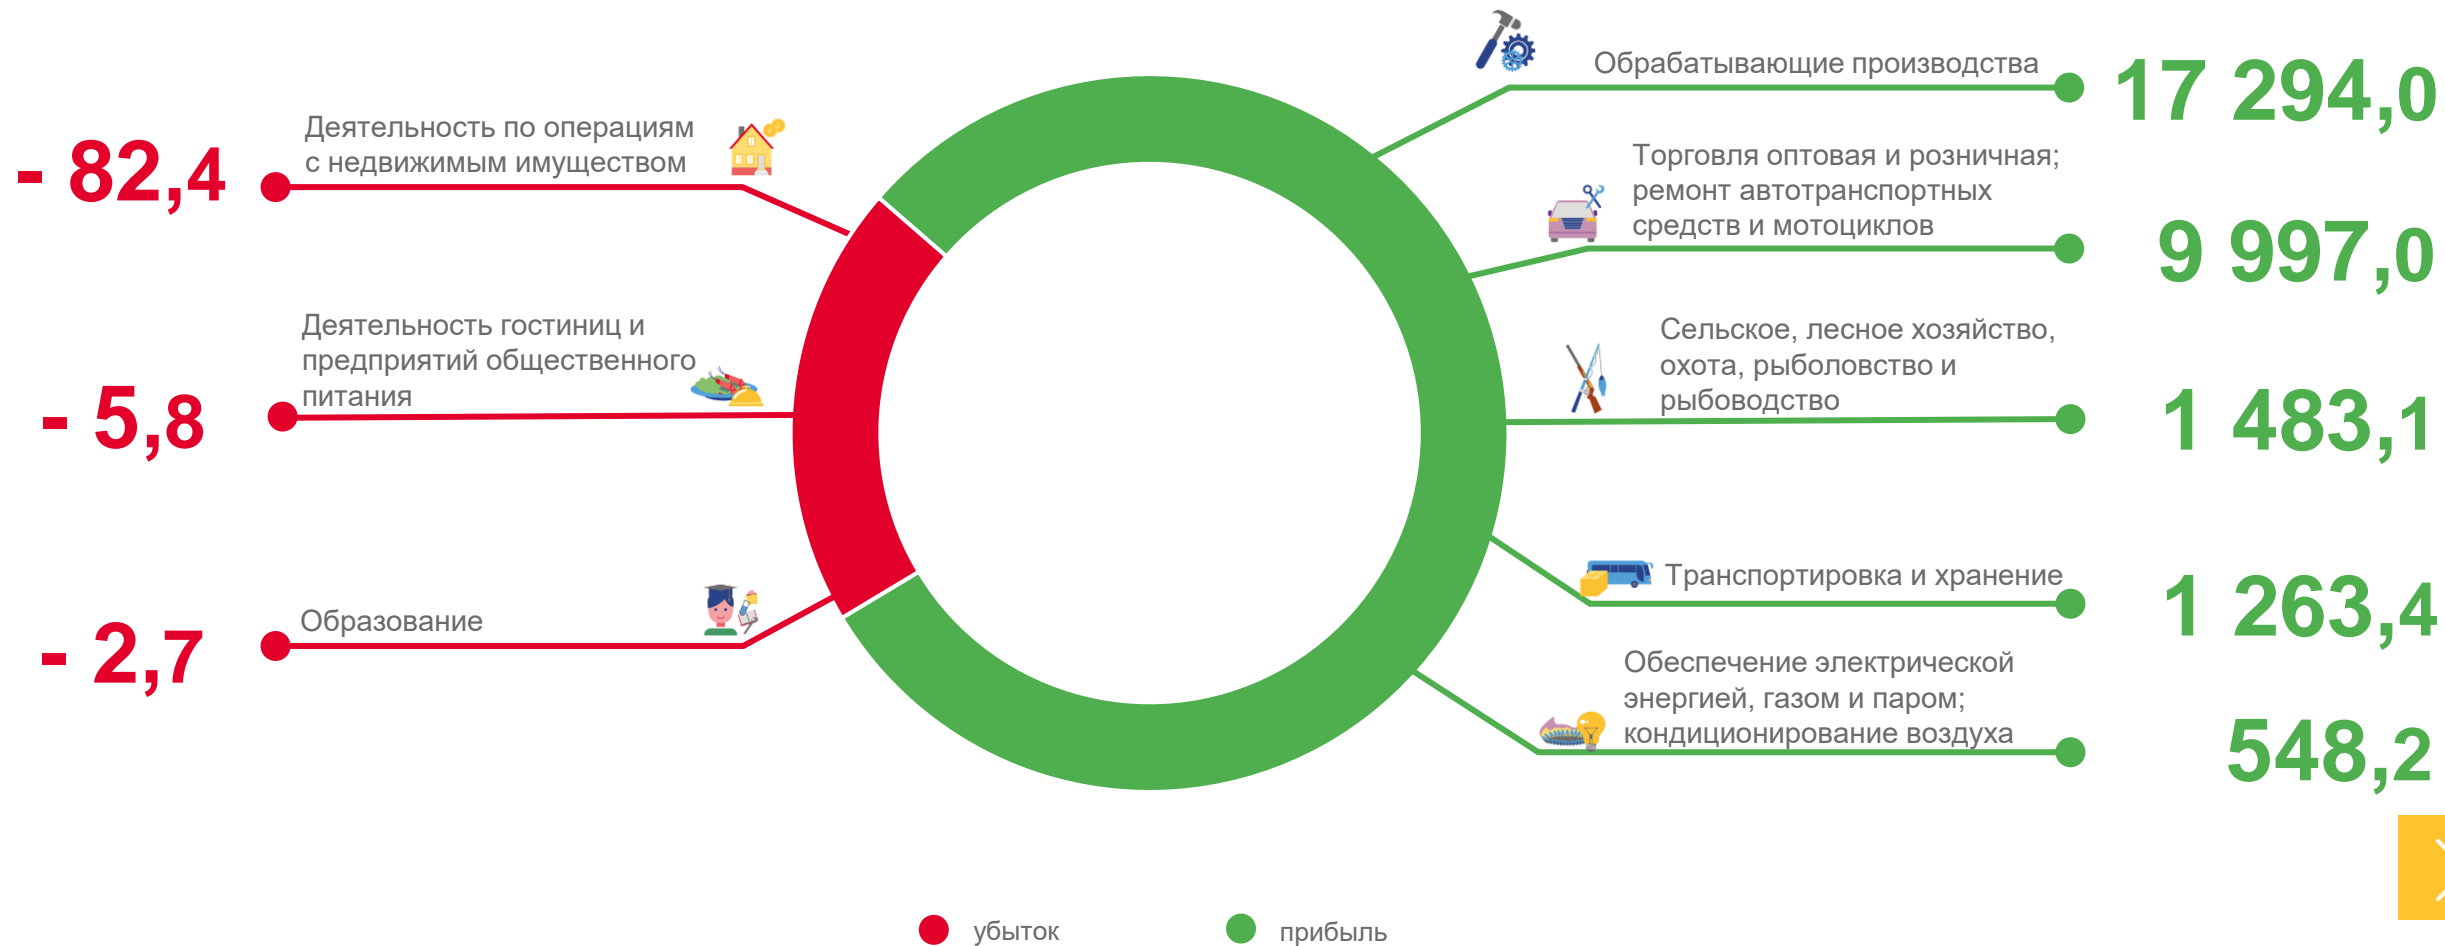 - 82,4
Деятельность по операциям
с недвижимым имуществом
- 5,8
Деятельность гостиниц и
предприятий общественного
питания
- 2,7
Образование
Обрабатывающие производства
17 294,0
Торговля оптовая и розничная;
ремонт автотранспортных
средств и мотоциклов
9 997,0
Сельское, лесное хозяйство,
охота, рыболовство и
рыбоводство
1 483,1
Транспортировка и хранение
1 263,4
Обеспечение электрической
энергией, газом и паром;
кондиционирование воздуха
548,2
убыток
прибыль